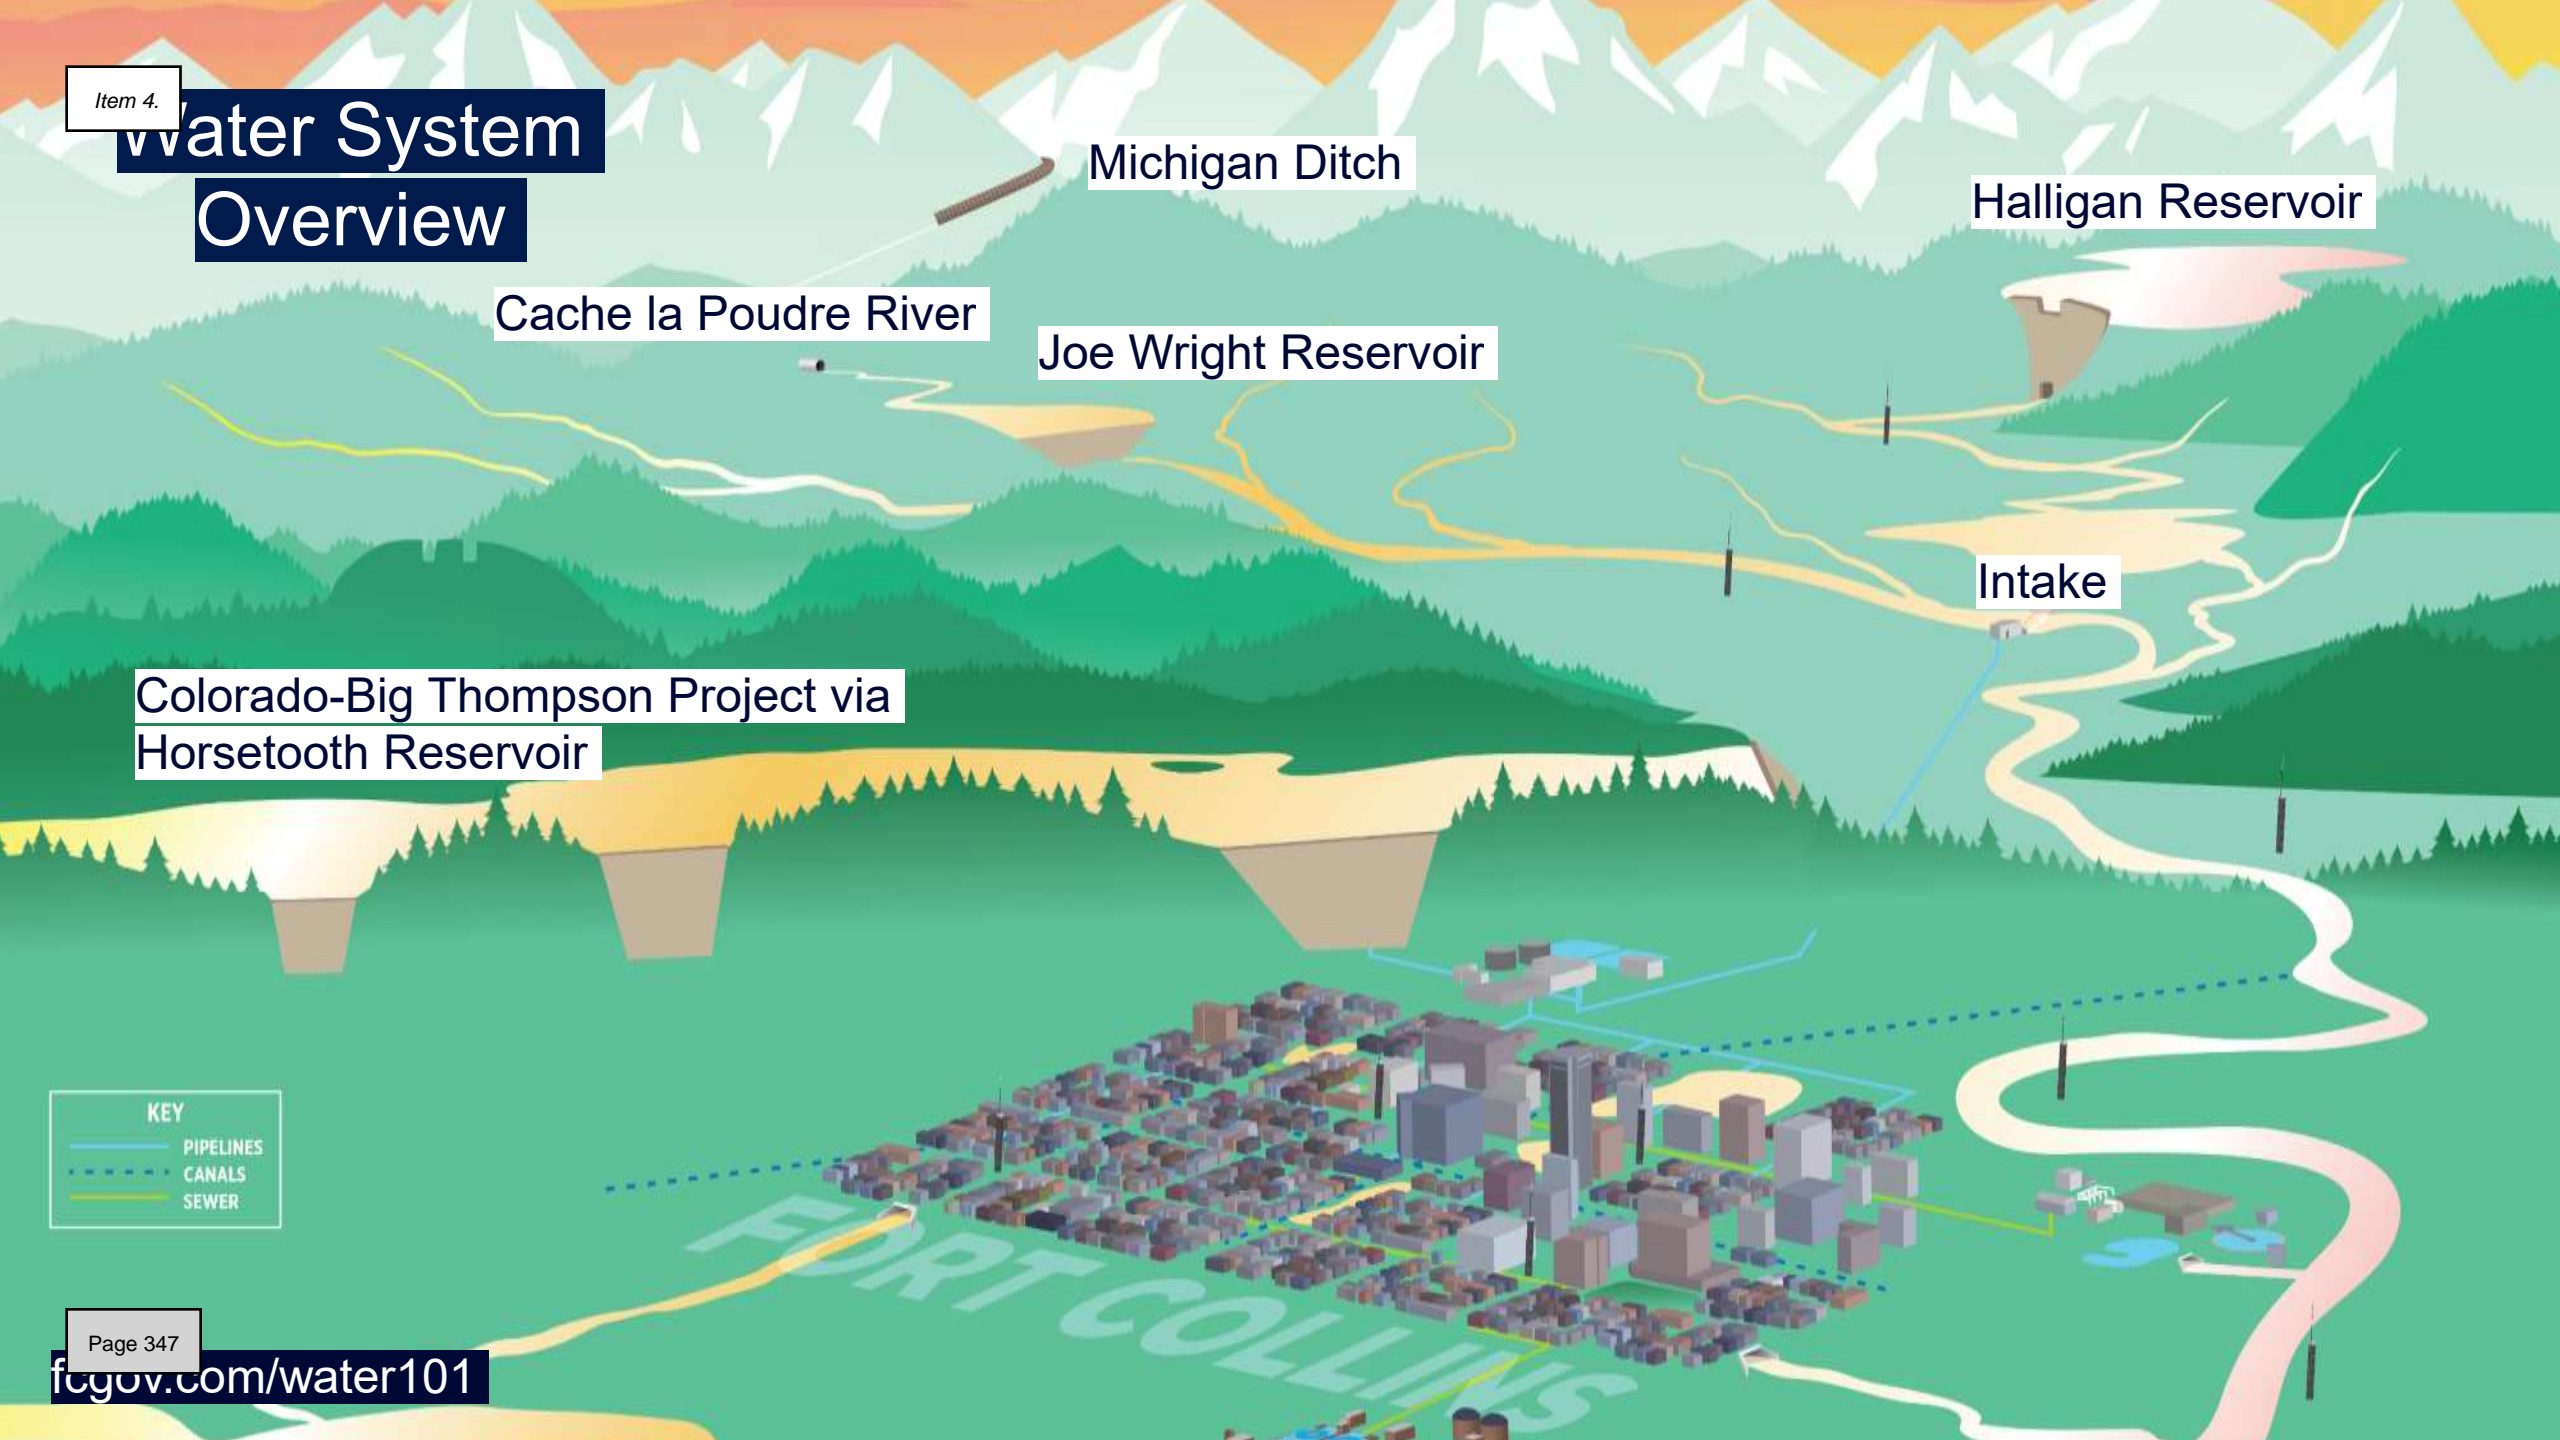 Item 4.
Water System
Overview
Michigan Ditch
Halligan Reservoir
Cache la Poudre River
Joe Wright Reservoir
Intake
Colorado-Big Thompson Project via
Horsetooth Reservoir
KEY
PIPELINES
CANALS
SEWER
FORT COLLINS
Page 347
fcgov.com/water101